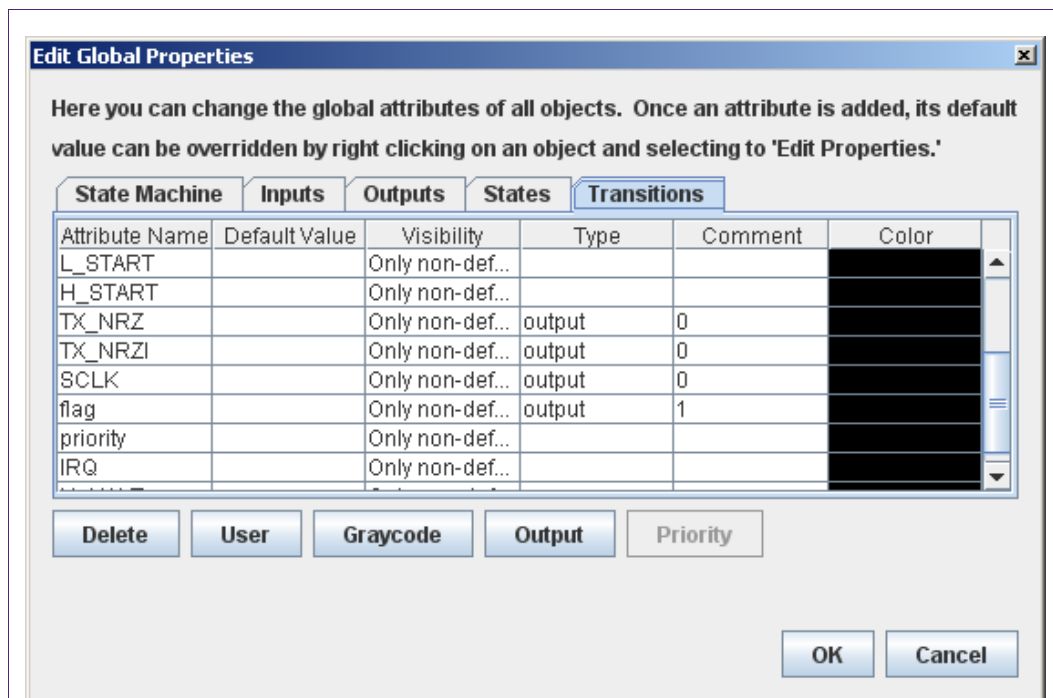 Edit Global Properties
Here you can change the global attributes of all objects. Once an attribute is added, its default
value can be overridden by right clicking on an object and selecting to 'Edit Properties.'
State Machine Inputs Outputs States Transitions
Attribute Name Default Value Visibility Type Comment Color
L_START Only non-def...
H_START Only non-def...
TX_NRZ Only non-def... output 0
TX_NRZI Only non-def... output 0
SCLK Only non-def... output 0
flag Only non-def... output 1
priority Only non-def...
IRQ Only non-def...
Delete User Graycode Output Priority
OK Cancel